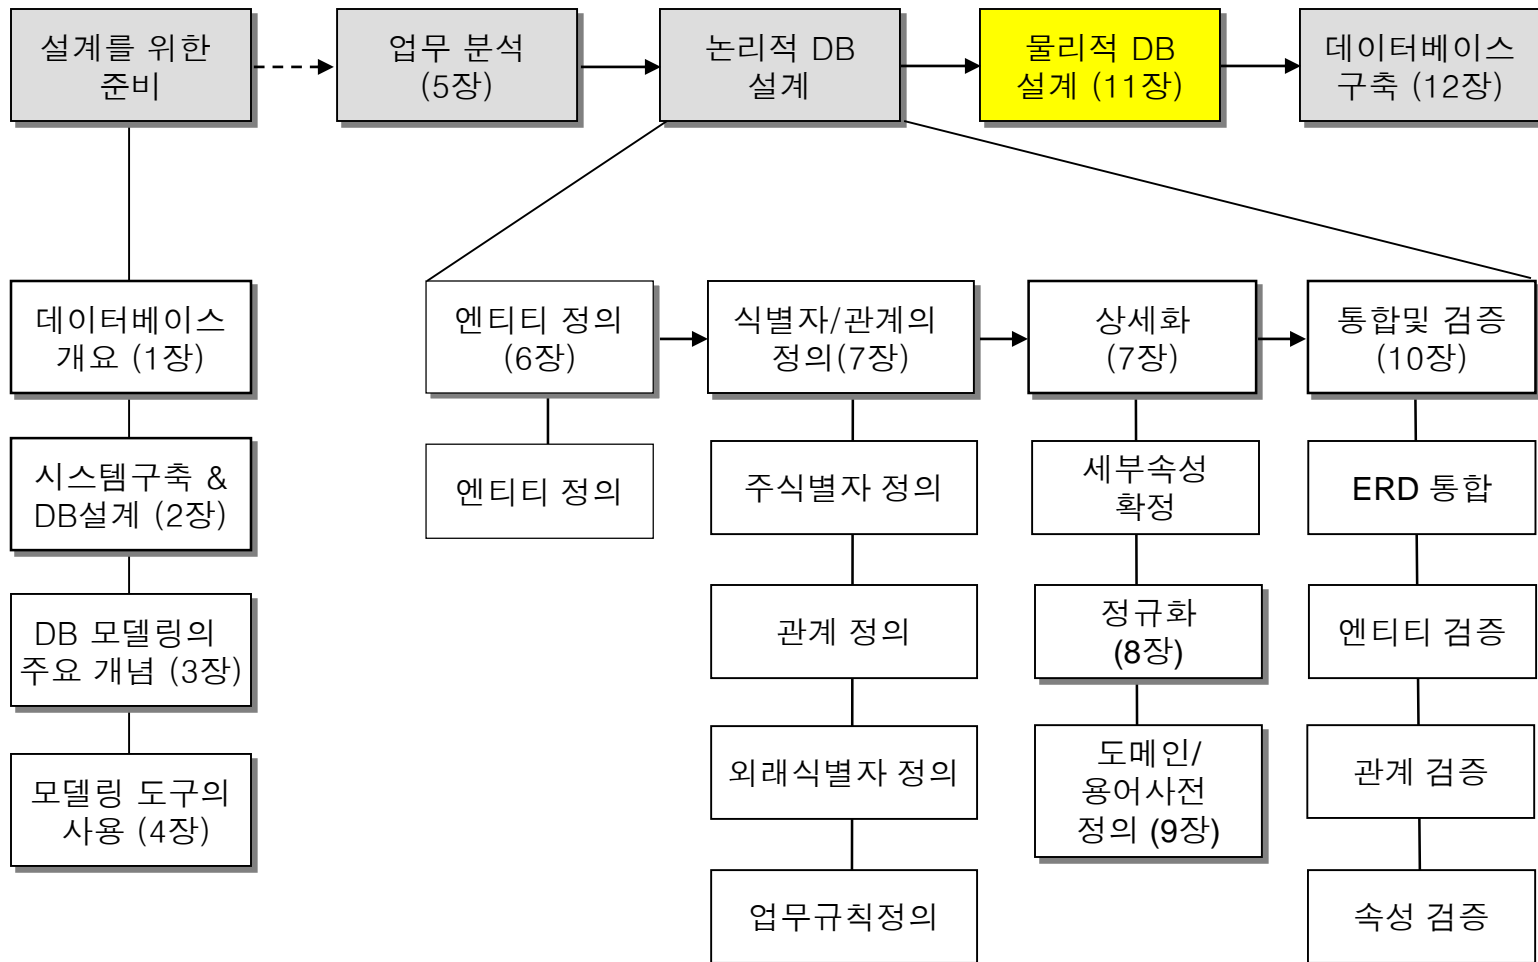 설계를 위한
준비
업무 분석
(5장)
논리적 DB
설계
물리적 DB
설계 (11장)
데이터베이스
구축 (12장)
데이터베이스
개요 (1장)
시스템구축 &
DB설계 (2장)
DB 모델링의
주요 개념 (3장)
모델링 도구의
사용 (4장)
엔티티 정의
(6장)
엔티티 정의
식별자/관계의
정의(7장)
주식별자 정의
관계 정의
외래식별자 정의
업무규칙정의
상세화
(7장)
세부속성
확정
정규화
(8장)
도메인/
용어사전
정의 (9장)
통합및 검증
(10장)
ERD 통합
엔티티 검증
관계 검증
속성 검증